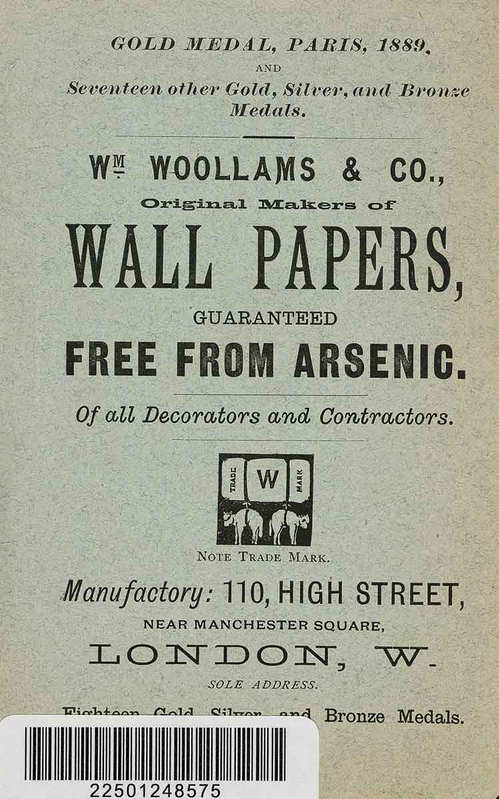 GOLD MEDAL, PARIS, 1889,
AND
Seventeen other Gold, Silver, and Bronze
Medals.
WM WOOLLAMS & CO.,
Original Makers of
WALL PAPERS,
GUARANTEED
FREE FROM ARSENIC.
Of all Decorators and Contractors.
TRADE W MARK
NOTE TRADE MARK.
Manufactory: 110, HIGH STREET,
NEAR MANCHESTER SQUARE,
LONDON, W.
SOLE ADDRESS.
Eighteen Gold, Silver, and Bronze Medals.
22501248575